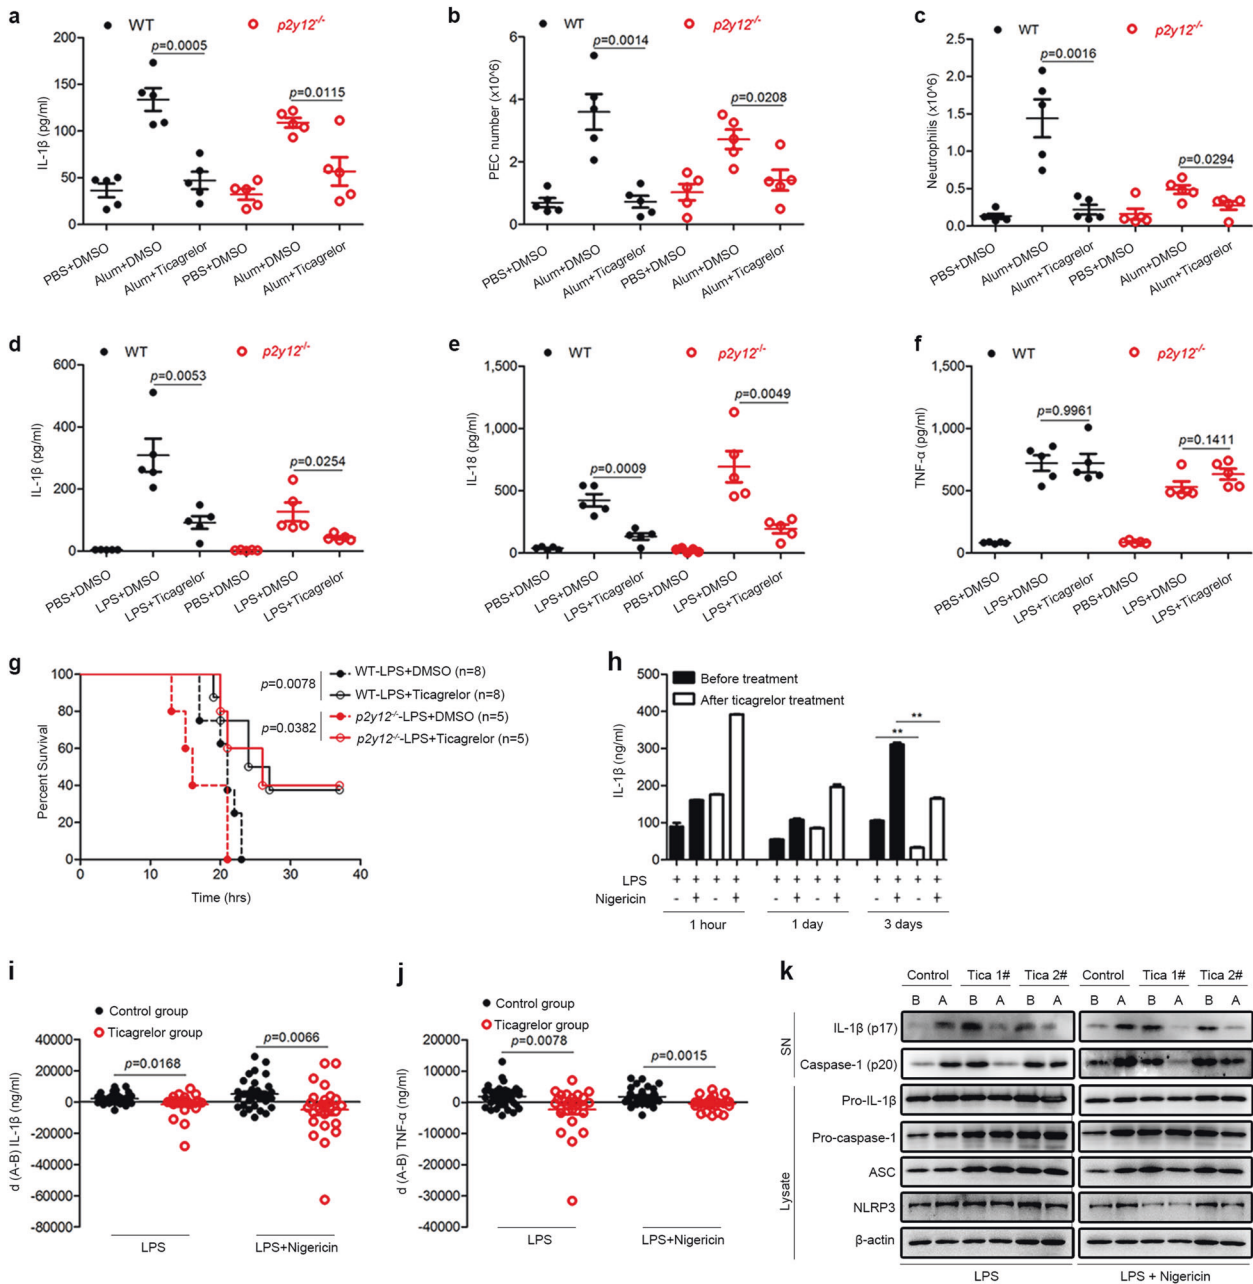 a
WT
p2y12-/-
p=0.0005
p=0.0115
IL-1β (pg/ml)
200
150
100
50
0
PBS+DMSO
Alum+DMSO
Alum+Ticagrelor
PBS+DMSO
Alum+DMSO
Alum+Ticagrelor
b
WT
p2y12-/-
p=0.0014
p=0.0208
PEC number (x10^6)
6
4
2
0
PBS+DMSO
Alum+DMSO
Alum+Ticagrelor
PBS+DMSO
Alum+DMSO
Alum+Ticagrelor
c
WT
p2y12-/-
p=0.0016
p=0.0294
Neutrophilis (x10^6)
2.5
2.0
1.5
1.0
0.5
0.0
PBS+DMSO
Alum+DMSO
Alum+Ticagrelor
PBS+DMSO
Alum+DMSO
Alum+Ticagrelor
d
WT
p2y12-/-
p=0.0053
p=0.0254
IL-1β (pg/ml)
600
400
200
0
PBS+DMSO
LPS+DMSO
LPS+Ticagrelor
PBS+DMSO
LPS+DMSO
LPS+Ticagrelor
e
WT
p2y12-/-
p=0.0009
p=0.0049
IL-18 (pg/ml)
1,500
1,000
500
0
PBS+DMSO
LPS+DMSO
LPS+Ticagrelor
PBS+DMSO
LPS+DMSO
LPS+Ticagrelor
f
WT
p2y12-/-
p=0.9961
p=0.1411
TNF-α (pg/ml)
1,500
1,000
500
0
PBS+DMSO
LPS+DMSO
LPS+Ticagrelor
PBS+DMSO
LPS+DMSO
LPS+Ticagrelor
g
Percent Survival
100
80
60
40
20
0
0 10 20 30 40
Time (hrs)
p=0.0078
p=0.0382
WT-LPS+DMSO (n=8)
WT-LPS+Ticagrelor (n=8)
p2y12-/--LPS+DMSO (n=5)
p2y12-/--LPS+Ticagrelor (n=5)
h
Before treatment
After ticagrelor treatment
IL-1β (ng/ml)
500
400
300
200
100
0
** **
LPS + + + + + + + + + + + +
Nigericin - + - + - + - + - + - +
1 hour 1 day 3 days
i
Control group
Ticagrelor group
p=0.0168
p=0.0066
d (A-B) IL-1β (ng/ml)
40000
20000
0
-20000
-40000
-60000
-80000
LPS LPS+Nigericin
j
Control group
Ticagrelor group
p=0.0078
p=0.0015
d (A-B) TNF-α (ng/ml)
20000
10000
0
-10000
-20000
-30000
-40000
LPS LPS+Nigericin
k
Control Tica 1# Tica 2# Control Tica 1# Tica 2#
B A B A B A B A B A B A
SN
IL-1β (p17)
Caspase-1 (p20)
Lysate
Pro-IL-1β
Pro-caspase-1
ASC
NLRP3
β-actin
LPS LPS + Nigericin